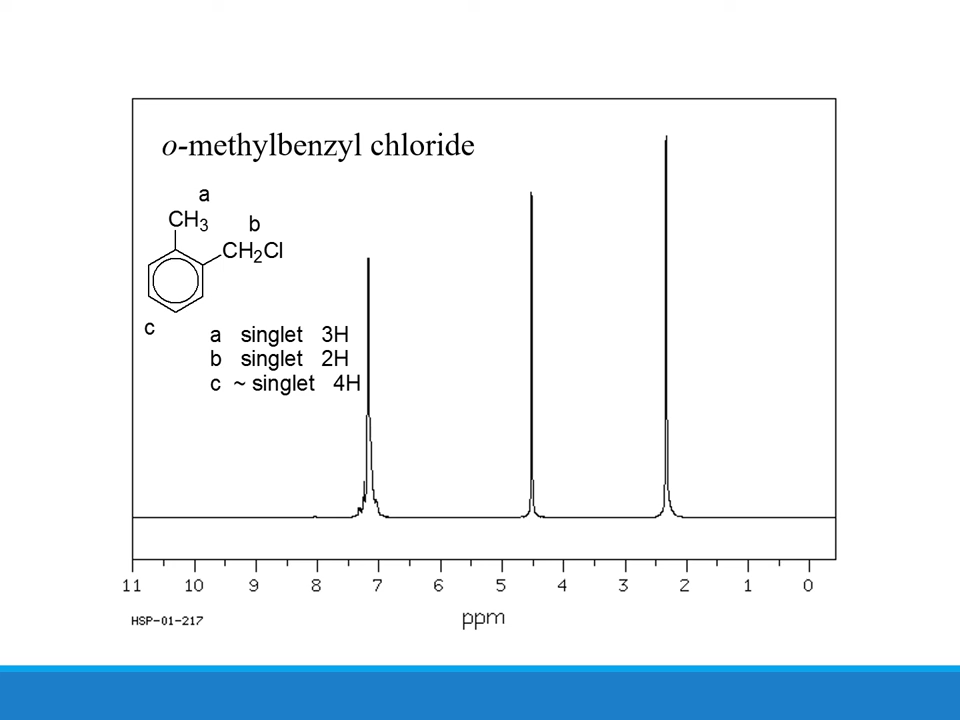 o-methylbenzyl chloride
a
CH3
b
CH2Cl
c
a singlet 3H
b singlet 2H
c ~ singlet 4H
11 10 9 8 7 6 5 4 3 2 1 0
HSP-01-217
ppm